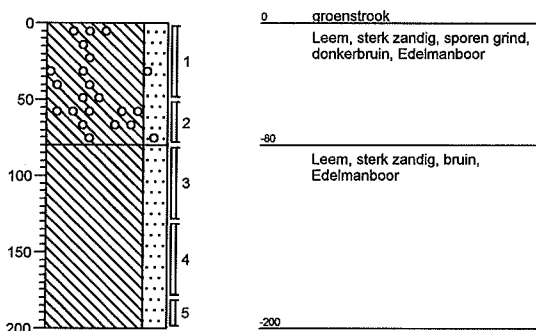 0
50
100
150
200
1
2
3
4
5
0
groenstrook
Leem, sterk zandig, sporen grind,
donkerbruin, Edelmanboor
-80
Leem, sterk zandig, bruin,
Edelmanboor
-200